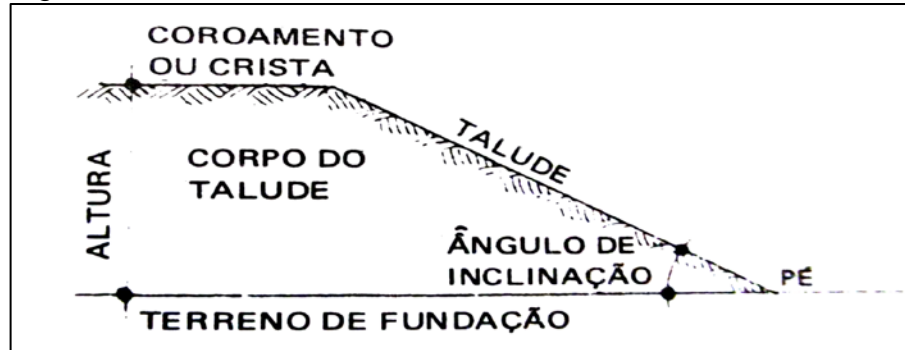 COROAMENTO
OU CRISTA
TALUDE
CORPO DO
TALUDE
ALTURA
ÂNGULO DE
INCLINAÇÃO
PÉ
TERRENO DE FUNDAÇÃO